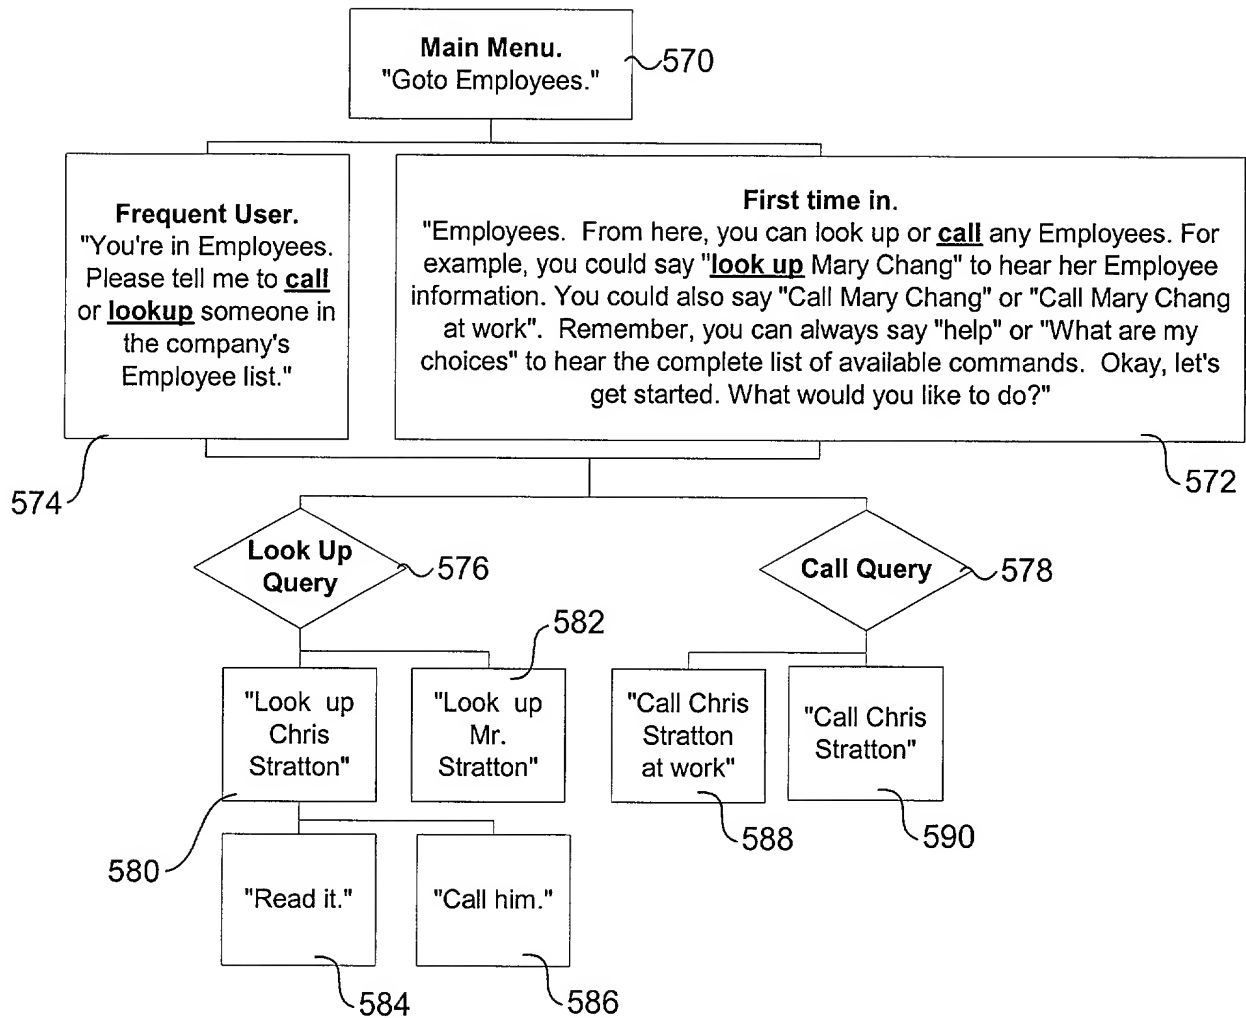 Main Menu.
"Goto Employees."
570
Frequent User.
"You're in Employees.
Please tell me to call
or lookup someone in
the company's
Employee list."
574
First time in.
"Employees.  From here, you can look up or call any Employees. For
example, you could say "look up Mary Chang" to hear her Employee
information. You could also say "Call Mary Chang" or "Call Mary Chang
at work".  Remember, you can always say "help" or "What are my
choices" to hear the complete list of available commands.  Okay, let's
get started. What would you like to do?"
572
Look Up
Query
576
Call Query
578
"Look  up
Chris
Stratton"
580
"Look  up
Mr.
Stratton"
582
"Call Chris
Stratton
at work"
588
"Call Chris
Stratton"
590
"Read it."
584
"Call him."
586